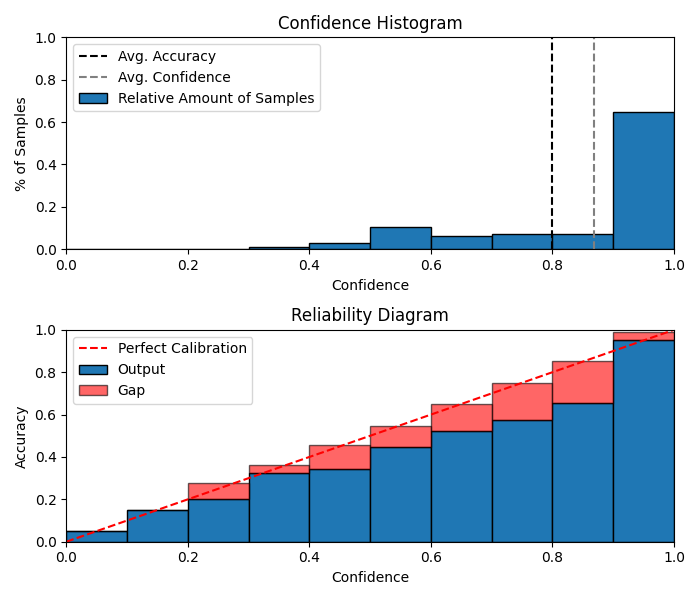 Confidence Histogram
1.0
0.8
0.6
0.4
0.2
0.0
% of Samples
Avg. Accuracy
Avg. Confidence
Relative Amount of Samples
0.0 0.2 0.4 0.6 0.8 1.0
Confidence
Reliability Diagram
1.0
0.8
0.6
0.4
0.2
0.0
Accuracy
Perfect Calibration
Output
Gap
0.0 0.2 0.4 0.6 0.8 1.0
Confidence